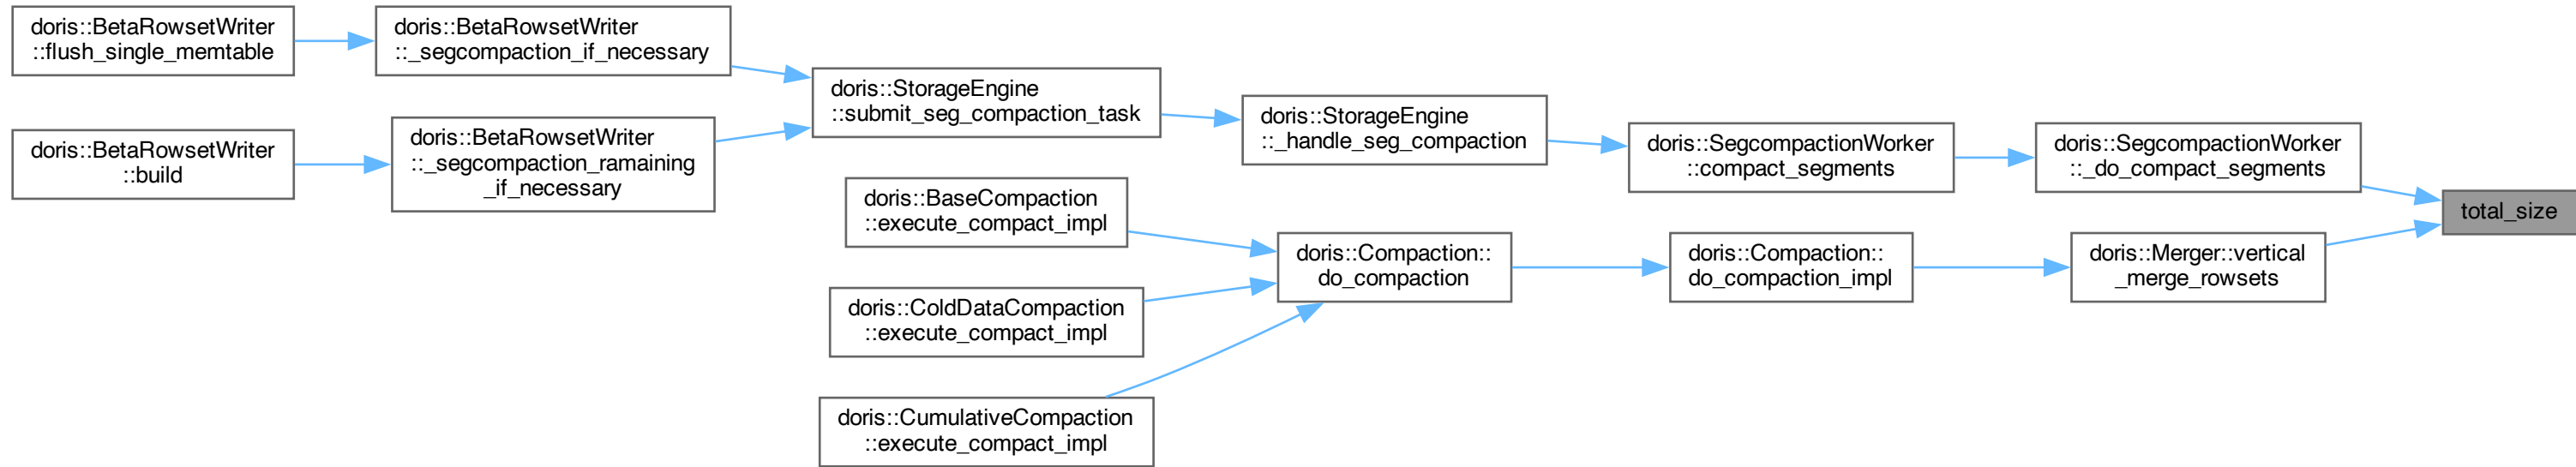 doris::BetaRowsetWriter
::flush_single_memtable
doris::BetaRowsetWriter
::_segcompaction_if_necessary
doris::StorageEngine
::submit_seg_compaction_task
doris::StorageEngine
::_handle_seg_compaction
doris::BetaRowsetWriter
::build
doris::BetaRowsetWriter
::_segcompaction_ramaining
_if_necessary
doris::SegcompactionWorker
::compact_segments
doris::SegcompactionWorker
::_do_compact_segments
total_size
doris::BaseCompaction
::execute_compact_impl
doris::Compaction::
do_compaction
doris::Compaction::
do_compaction_impl
doris::Merger::vertical
_merge_rowsets
doris::ColdDataCompaction
::execute_compact_impl
doris::CumulativeCompaction
::execute_compact_impl